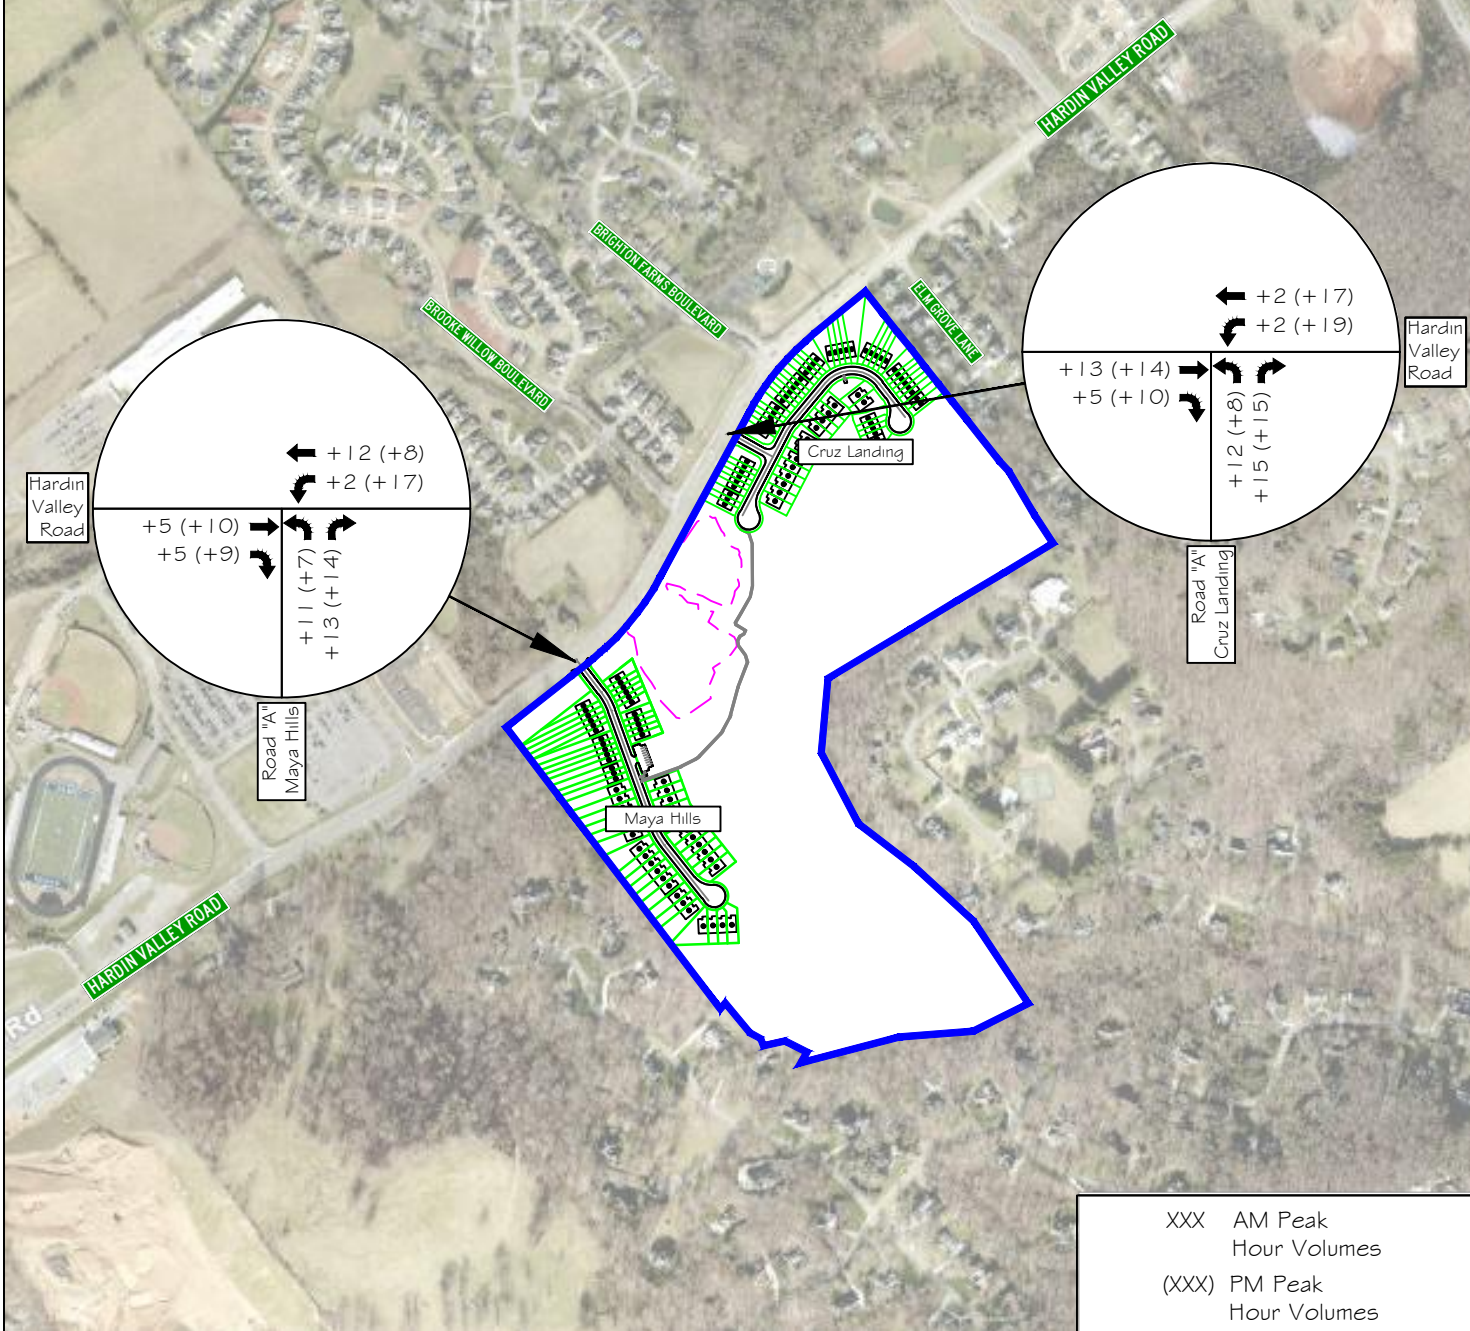 HARDIN VALLEY ROAD
BRIGHTON FARMS BOULEVARD
BROOKE WILLOW BOULEVARD
ELM GROVE LANE
+2 (+17)
+2 (+19)
+13 (+14)
+5 (+10)
+12 (+8)
+15 (+15)
Hardin
Valley
Road
Road "A"
Cruz Landing
Cruz Landing
Hardin
Valley
Road
+12 (+8)
+2 (+17)
+5 (+10)
+5 (+9)
+11 (+7)
+13 (+14)
Road "A"
Maya Hills
Maya Hills
HARDIN VALLEY ROAD
Rd
XXX AM Peak
Hour Volumes
(XXX) PM Peak
Hour Volumes